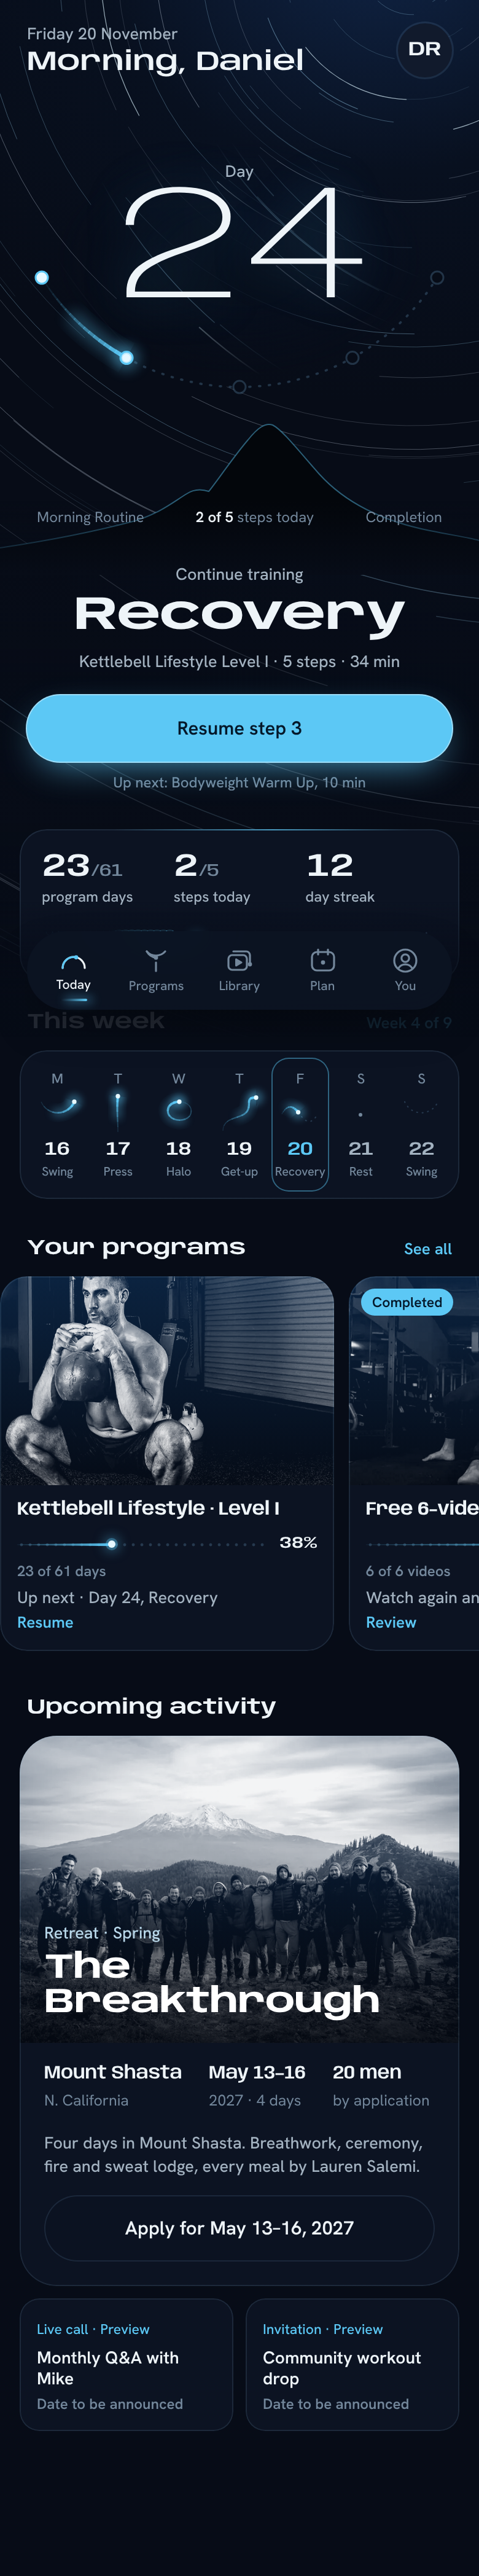 Friday 20 November
Morning, Daniel
DR
Day
24
Morning Routine
2 of 5 steps today
Completion
Continue training
Recovery
Kettlebell Lifestyle Level I · 5 steps · 34 min
Resume step 3
Up next: Bodyweight Warm Up, 10 min
23/61 2/5 12
program days steps today day streak
Today Programs Library Plan You
This week Week 4 of 9
M T W T F S S
16 17 18 19 20 21 22
Swing Press Halo Get-up Recovery Rest Swing
Your programs See all
Completed
Kettlebell Lifestyle · Level I
38%
23 of 61 days
Up next · Day 24, Recovery
Resume
Free 6-vide
6 of 6 videos
Watch again an
Review
Upcoming activity
Retreat · Spring
The
Breakthrough
Mount Shasta May 13–16 20 men
N. California 2027 · 4 days by application
Four days in Mount Shasta. Breathwork, ceremony,
fire and sweat lodge, every meal by Lauren Salemi.
Apply for May 13–16, 2027
Live call · Preview
Monthly Q&A with
Mike
Date to be announced
Invitation · Preview
Community workout
drop
Date to be announced